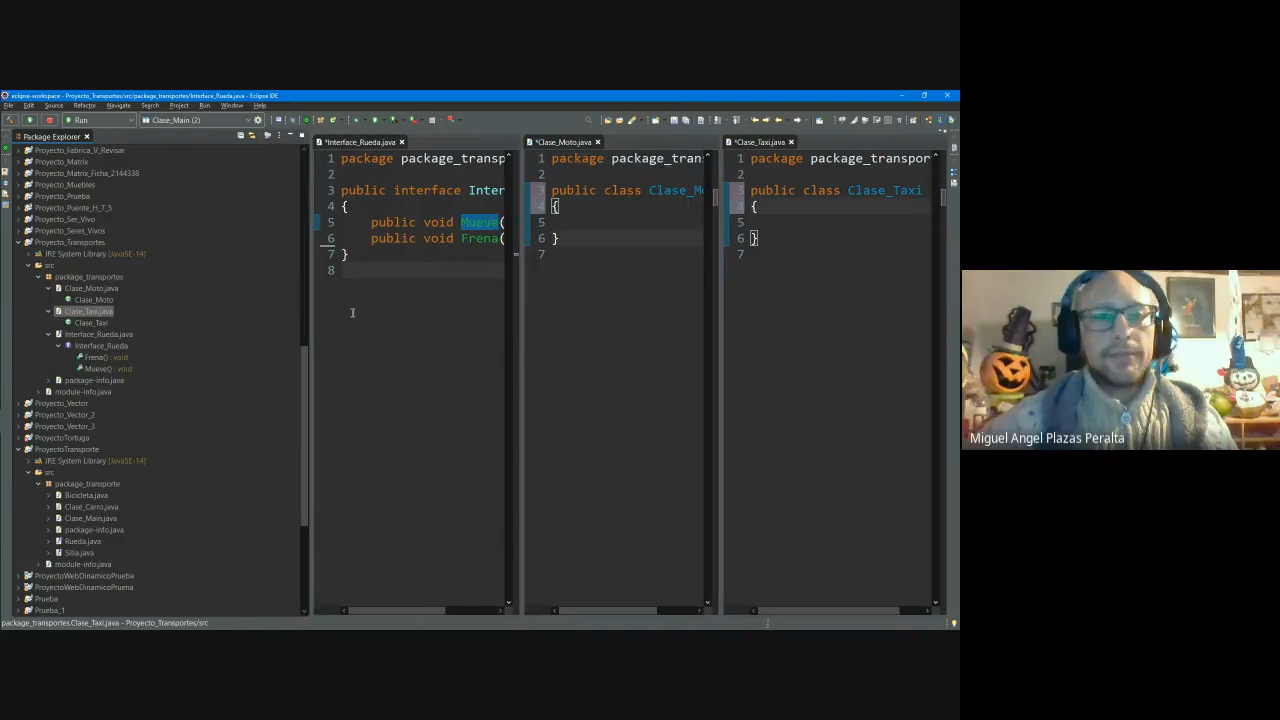 eclipse-workspace - Proyecto_Transportes/src/package_transportes/Interface_Rueda.java - Eclipse IDE
File Edit Source Refactor Navigate Search Project Run Window Help
Run
Clase_Main (2)
Package Explorer
Proyecto_Fabrica_V_Revisar
Proyecto_Matrix
Proyecto_Matrix_Ficha_2144338
Proyecto_Muebles
Proyecto_Prueba
Proyecto_Puente_H_7_5
Proyecto_Ser_Vivo
Proyecto_Seres_Vivos
Proyecto_Transportes
JRE System Library [JavaSE-14]
src
package_transportes
Clase_Moto.java
Clase_Moto
Clase_Taxi.java
Clase_Taxi
Interface_Rueda.java
Interface_Rueda
Frena() : void
Mueve() : void
package-info.java
module-info.java
Proyecto_Vector
Proyecto_Vector_2
Proyecto_Vector_3
ProyectoTortuga
ProyectoTransporte
JRE System Library [JavaSE-14]
src
package_transporte
Bicicleta.java
Clase_Carro.java
Clase_Main.java
package-info.java
Rueda.java
Silla.java
module-info.java
ProyectoWebDinamicoPrueba
ProyectoWebDinamicoPruena
Prueba
Prueba_1
*Interface_Rueda.java
1 package package_transp
2
3 public interface Inter
4 {
5 public void Mueve(
6 public void Frena(
7 }
8
*Clase_Moto.java
1 package package_tran
2
3 public class Clase_M
4 {
5
6 }
7
*Clase_Taxi.java
1 package package_transpor
2
3 public class Clase_Taxi
4 {
5
6 }
7
package_transportes.Clase_Taxi.java - Proyecto_Transportes/src
Miguel Angel Plazas Peralta